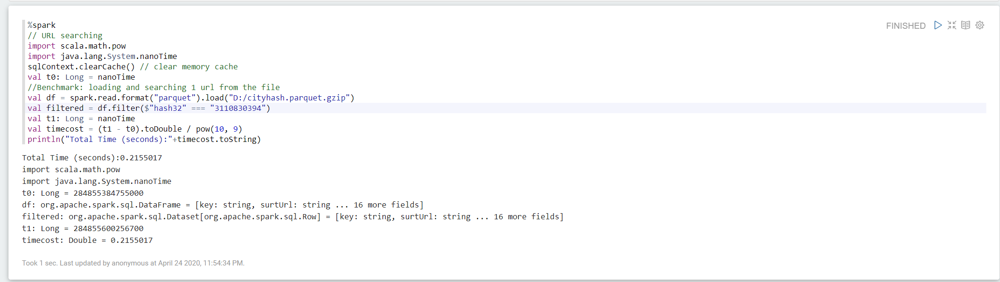 %spark
FINISHED
// URL searching
import scala.math.pow
import java.lang.System.nanoTime
sqlContext.clearCache() // clear memory cache
val t0: Long = nanoTime
//Benchmark: loading and searching 1 url from the file
val df = spark.read.format("parquet").load("D:/cityhash.parquet.gzip")
val filtered = df.filter($"hash32" === "3110830394")
val t1: Long = nanoTime
val timecost = (t1 - t0).toDouble / pow(10, 9)
println("Total Time (seconds):"+timecost.toString)
Total Time (seconds):0.2155017
import scala.math.pow
import java.lang.System.nanoTime
t0: Long = 284855384755000
df: org.apache.spark.sql.DataFrame = [key: string, surtUrl: string ... 16 more fields]
filtered: org.apache.spark.sql.Dataset[org.apache.spark.sql.Row] = [key: string, surtUrl: string ... 16 more fields]
t1: Long = 284855600256700
timecost: Double = 0.2155017
Took 1 sec. Last updated by anonymous at April 24 2020, 11:54:34 PM.